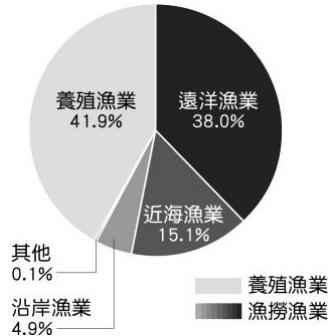 養殖漁業
41.9%
遠洋漁業
38.0%
近海漁業
15.1%
其他
0.1%
沿岸漁業
4.9%
養殖漁業
漁撈漁業